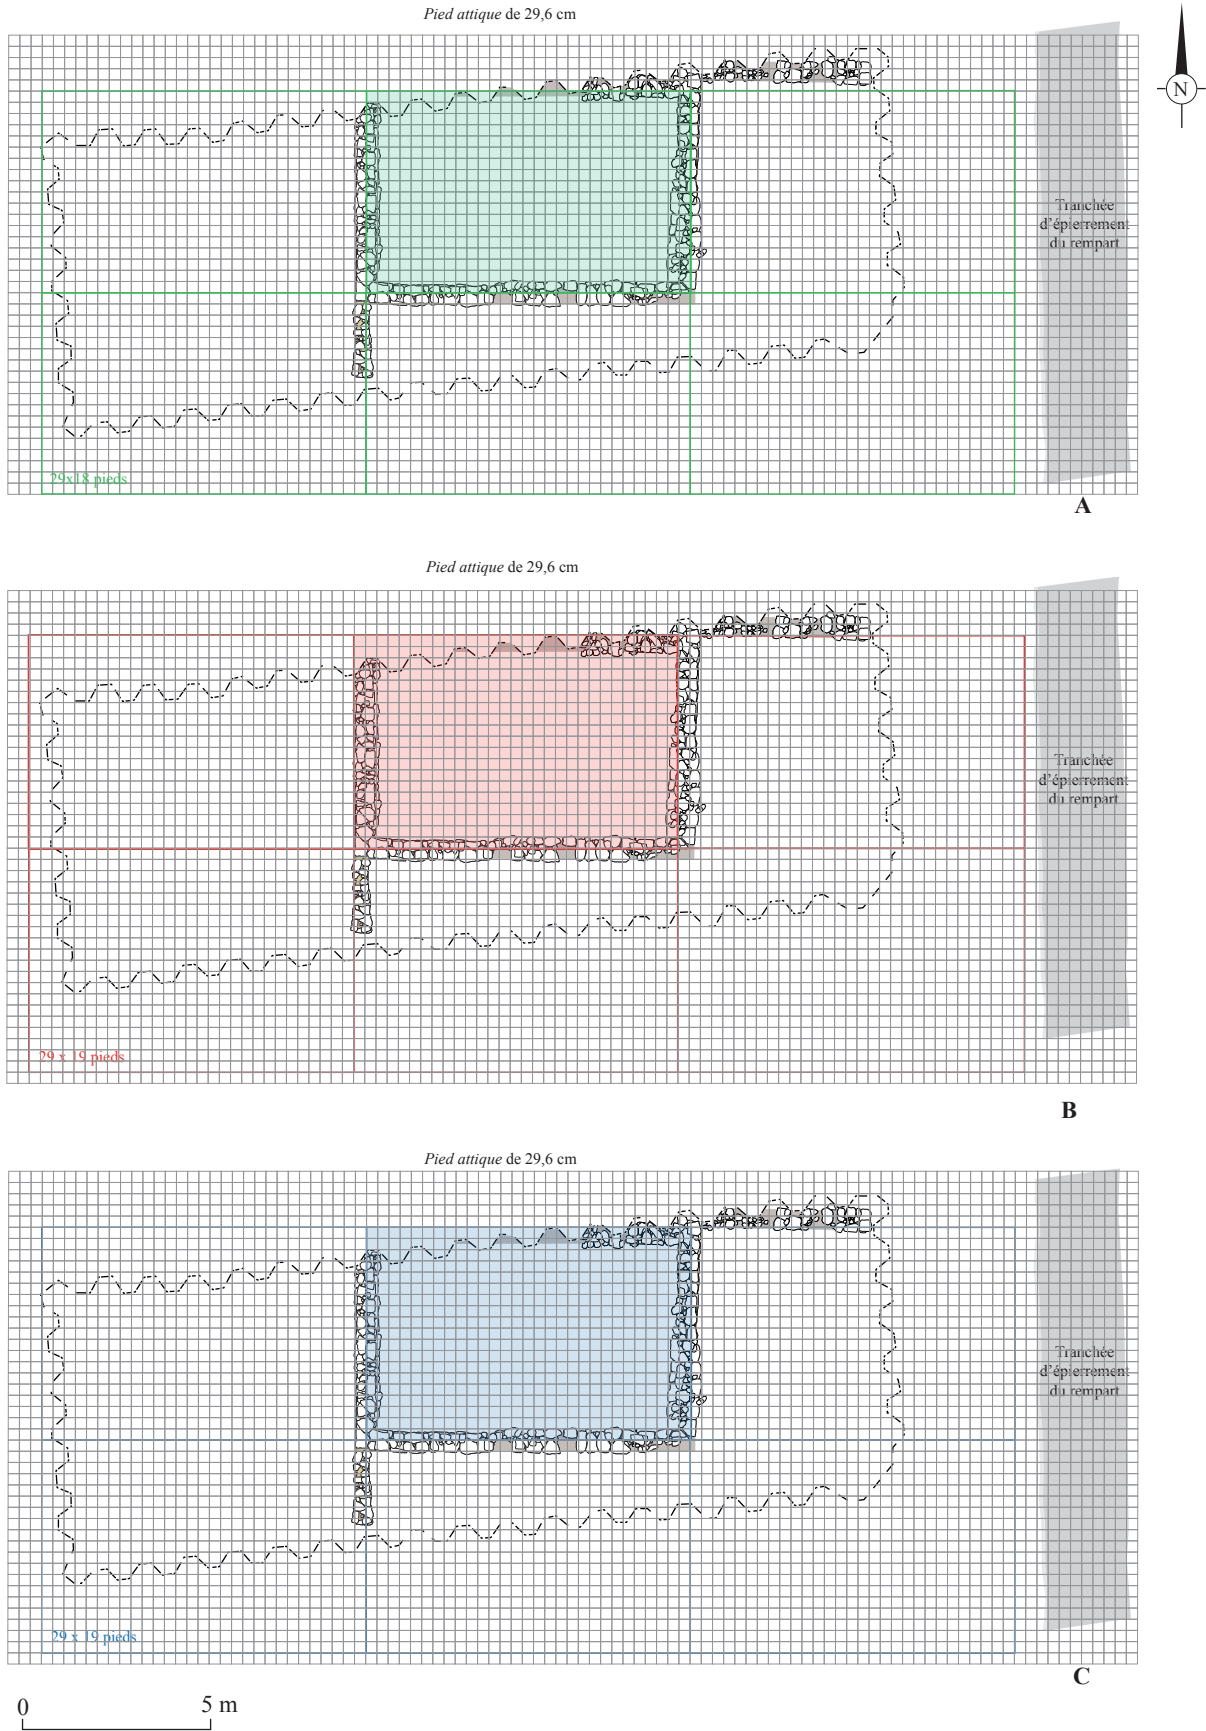 Pied attique de 29,6 cm
N
Tranchée
d'épierrement
du rempart
29x18 pieds
A
Pied attique de 29,6 cm
Tranchée
d'épierrement
du rempart
29 x 19 pieds
B
Pied attique de 29,6 cm
Tranchée
d'épierrement
du rempart
29 x 19 pieds
C
0 5 m